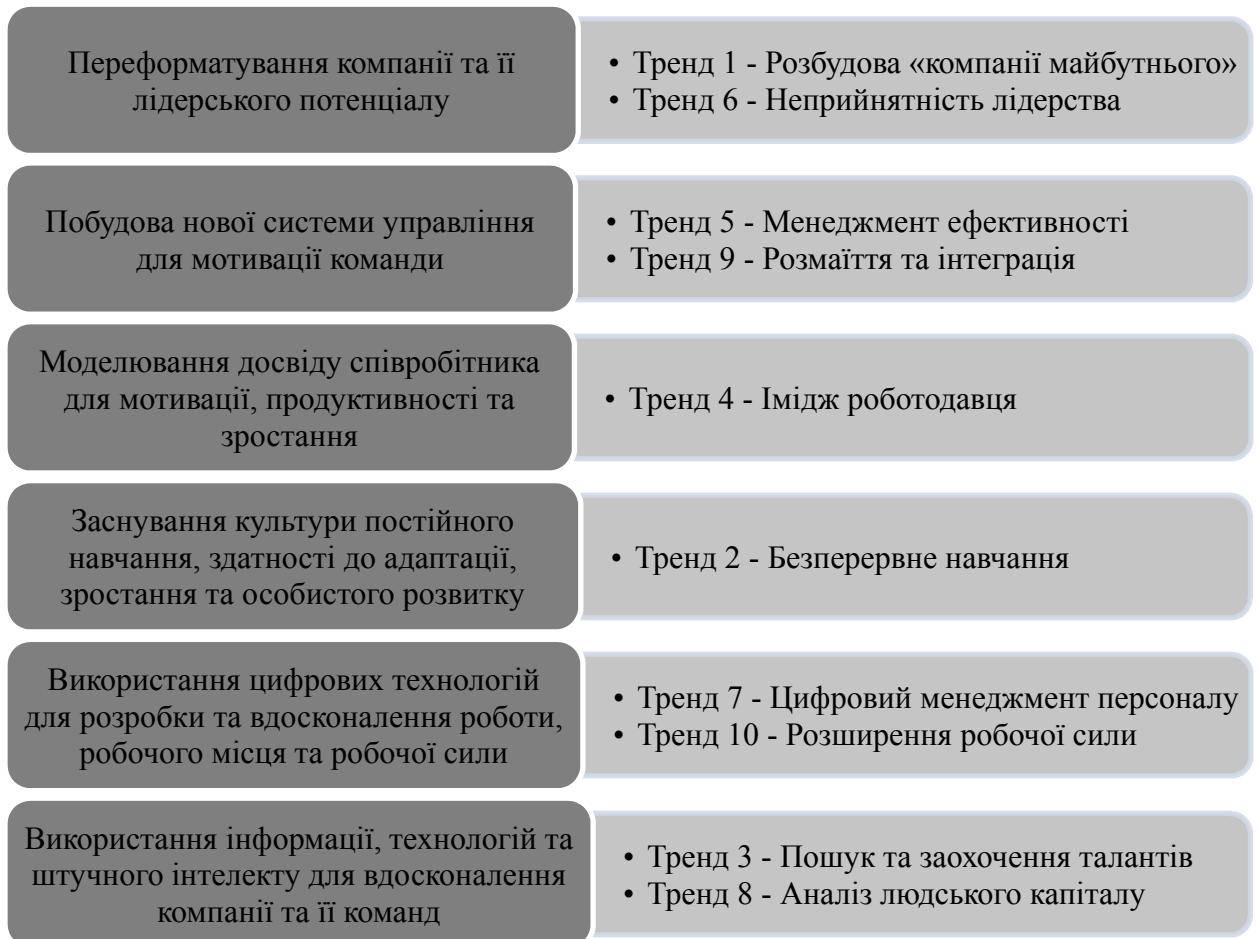 Переформатування компанії та її
лідерського потенціалу
• Тренд 1 - Розбудова «компанії майбутнього»
• Тренд 6 - Неприйнятність лідерства
Побудова нової системи управління
для мотивації команди
• Тренд 5 - Менеджмент ефективності
• Тренд 9 - Розмаїття та інтеграція
Моделювання досвіду співробітника
для мотивації, продуктивності та
зростання
• Тренд 4 - Імідж роботодавця
Заснування культури постійного
навчання, здатності до адаптації,
зростання та особистого розвитку
• Тренд 2 - Безперервне навчання
Використання цифрових технологій
для розробки та вдосконалення роботи,
робочого місця та робочої сили
• Тренд 7 - Цифровий менеджмент персоналу
• Тренд 10 - Розширення робочої сили
Використання інформації, технологій та
штучного інтелекту для вдосконалення
компанії та її команд
• Тренд 3 - Пошук та заохочення талантів
• Тренд 8 - Аналіз людського капіталу